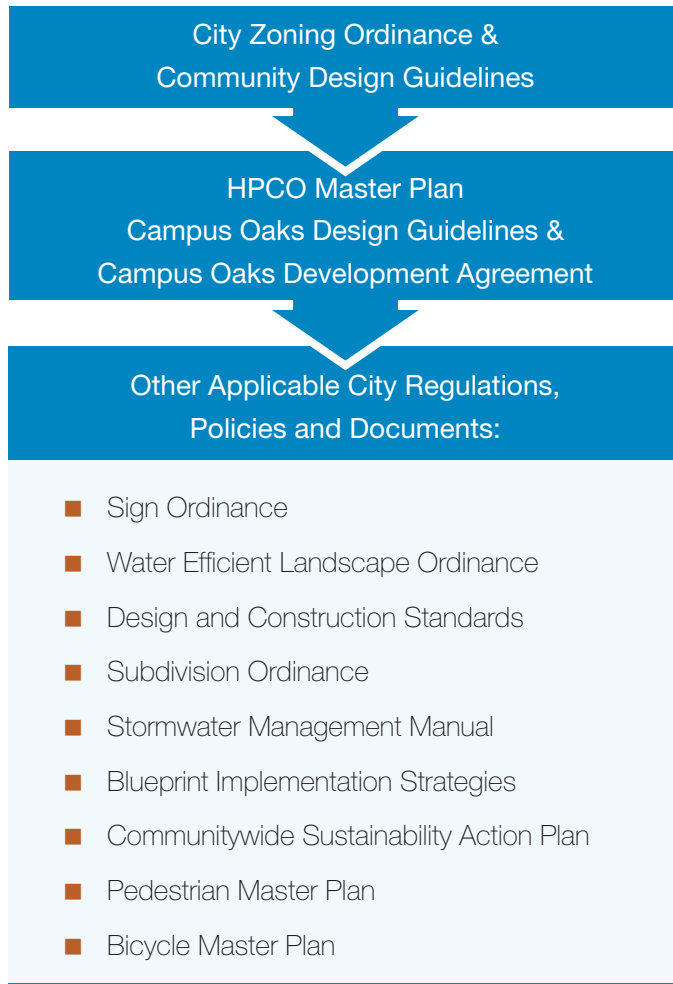 City Zoning Ordinance &
Community Design Guidelines
HPCO Master Plan
Campus Oaks Design Guidelines &
Campus Oaks Development Agreement
Other Applicable City Regulations,
Policies and Documents:
Sign Ordinance
Water Efficient Landscape Ordinance
Design and Construction Standards
Subdivision Ordinance
Stormwater Management Manual
Blueprint Implementation Strategies
Communitywide Sustainability Action Plan
Pedestrian Master Plan
Bicycle Master Plan